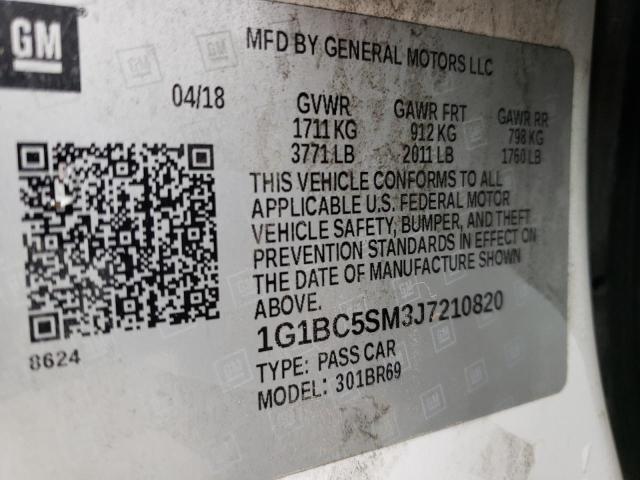 GM
MFD BY GENERAL MOTORS LLC
04/18 GVWR GAWR FRT GAWR RR
1711 KG 912 KG 798 KG
3771 LB 2011 LB 1760 LB
THIS VEHICLE CONFORMS TO ALL
APPLICABLE U.S. FEDERAL MOTOR
VEHICLE SAFETY, BUMPER, AND THEFT
PREVENTION STANDARDS IN EFFECT ON
THE DATE OF MANUFACTURE SHOWN
ABOVE.
1G1BC5SM3J7210820
8624
TYPE: PASS CAR
MODEL: 301BR69